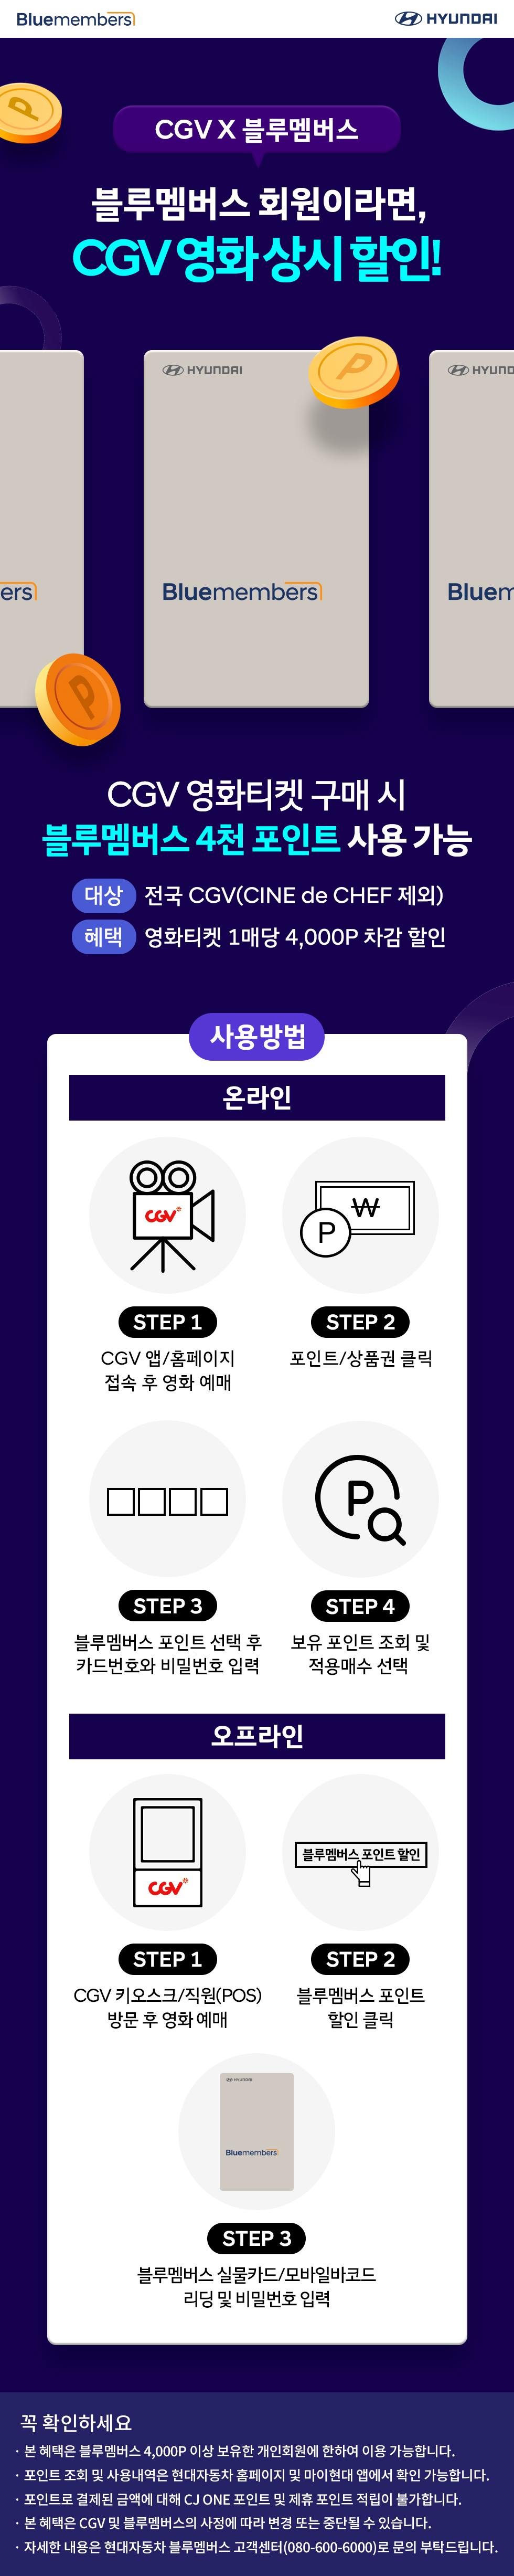 Bluemembers
HYUNDAI
CGV X 블루멤버스
블루멤버스 회원이라면,
CGV 영화 상시 할인!
P
HYUNDAI
P
HYUND
ers
Bluemembers
Bluem
P
CGV 영화티켓 구매 시
블루멤버스 4천 포인트 사용 가능
대상 전국 CGV(CINE de CHEF 제외)
혜택 영화티켓 1매당 4,000P 차감 할인
사용방법
온라인
CGV
₩
P
STEP 1
STEP 2
CGV 앱/홈페이지
접속 후 영화 예매
포인트/상품권 클릭
P
STEP 3
STEP 4
블루멤버스 포인트 선택 후
카드번호와 비밀번호 입력
보유 포인트 조회 및
적용매수 선택
오프라인
CGV
블루멤버스 포인트 할인
STEP 1
STEP 2
CGV 키오스크/직원(POS)
방문 후 영화 예매
블루멤버스 포인트
할인 클릭
HYUNDAI
Bluemembers
STEP 3
블루멤버스 실물카드/모바일바코드
리딩 및 비밀번호 입력
꼭 확인하세요
· 본 혜택은 블루멤버스 4,000P 이상 보유한 개인회원에 한하여 이용 가능합니다.
· 포인트 조회 및 사용내역은 현대자동차 홈페이지 및 마이현대 앱에서 확인 가능합니다.
· 포인트로 결제된 금액에 대해 CJ ONE 포인트 및 제휴 포인트 적립이 불가합니다.
· 본 혜택은 CGV 및 블루멤버스의 사정에 따라 변경 또는 중단될 수 있습니다.
· 자세한 내용은 현대자동차 블루멤버스 고객센터(080-600-6000)로 문의 부탁드립니다.